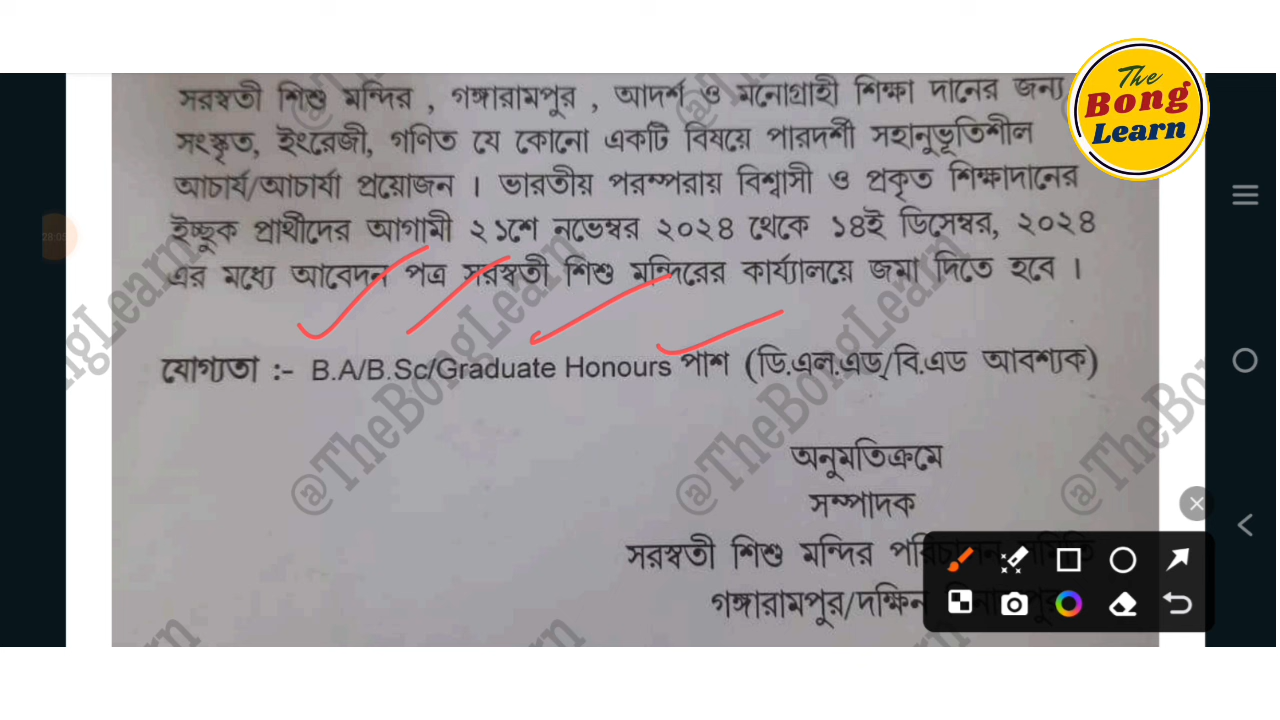 সরস্বতী শিশু মন্দির , গঙ্গারামপুর , আদর্শ ও মনোগ্রাহী শিক্ষা দানের জন্য
সংস্কৃত, ইংরেজী, গণিত যে কোনো একটি বিষয়ে পারদর্শী সহানুভূতিশীল
আচার্য/আচার্যা প্রয়োজন । ভারতীয় পরম্পরায় বিশ্বাসী ও প্রকৃত শিক্ষাদানের
ইচ্ছুক প্রার্থীদের আগামী ২১শে নভেম্বর ২০২৪ থেকে ১৪ই ডিসেম্বর, ২০২৪
এর মধ্যে আবেদন পত্র সরস্বতী শিশু মন্দিরের কার্য্যালয়ে জমা দিতে হবে ।
যোগ্যতা :- B.A/B.Sc/Graduate Honours পাশ (ডি.এল.এড্/বি.এড আবশ্যক)
অনুমতিক্রমে
সম্পাদক
সরস্বতী শিশু মন্দির
গঙ্গারামপুর/দক্ষিন
The
Bong
Learn
28:05
@TheBongLearn
@TheBongLearn